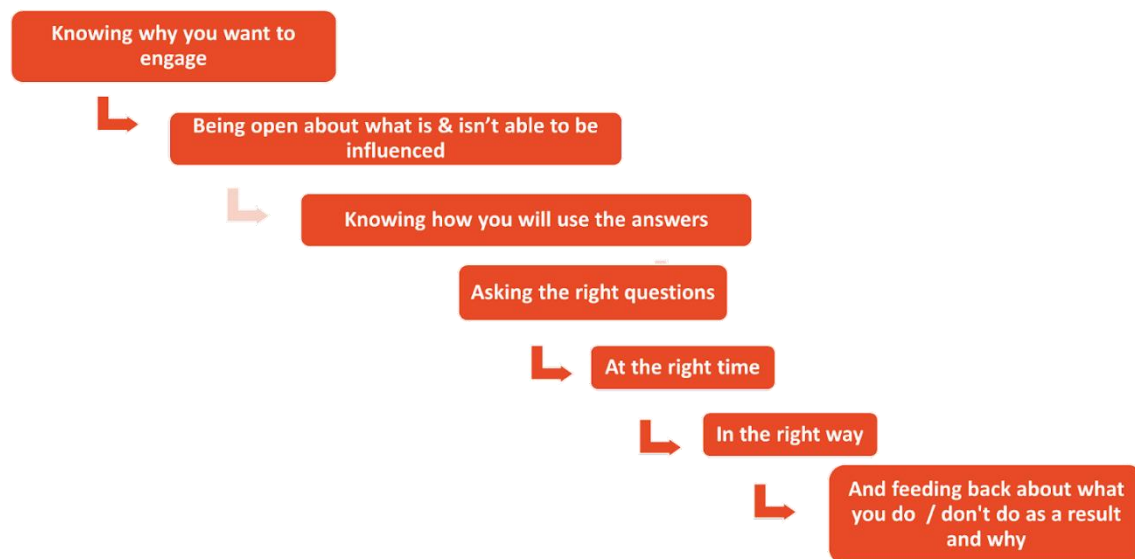 Knowing why you want to
engage
Being open about what is & isn’t able to be
influenced
Knowing how you will use the answers
Asking the right questions
At the right time
In the right way
And feeding back about what
you do  / don't do as a result
and why